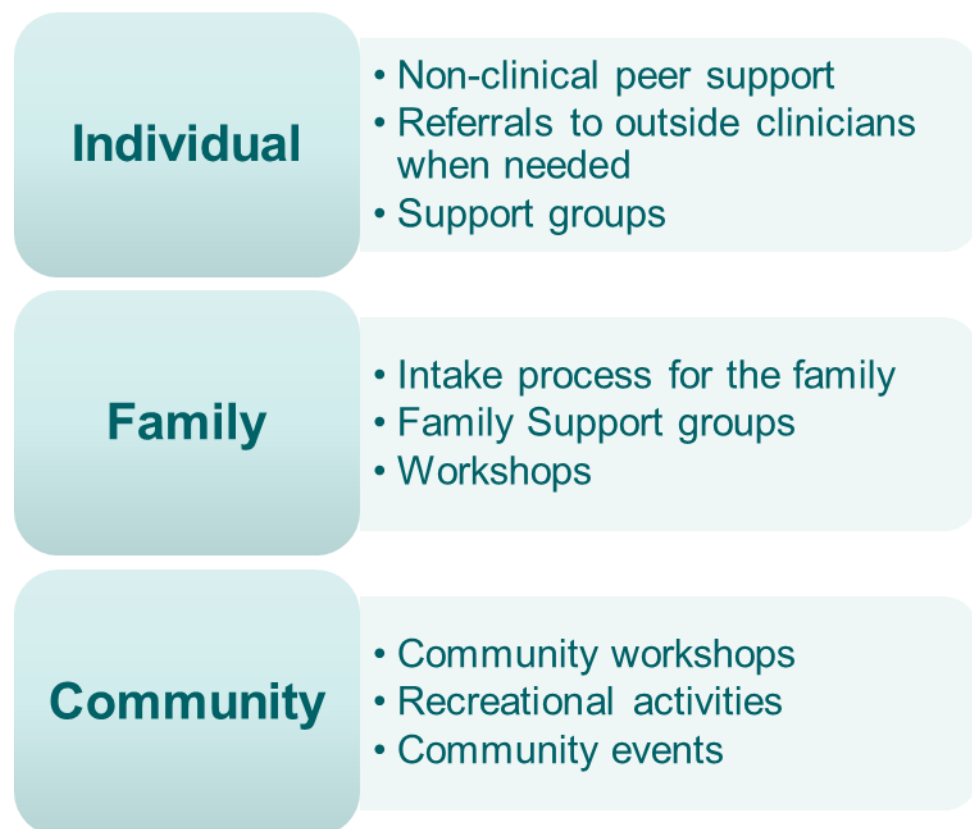 Individual
• Non-clinical peer support
• Referrals to outside clinicians
when needed
• Support groups
Family
• Intake process for the family
• Family Support groups
• Workshops
Community
• Community workshops
• Recreational activities
• Community events